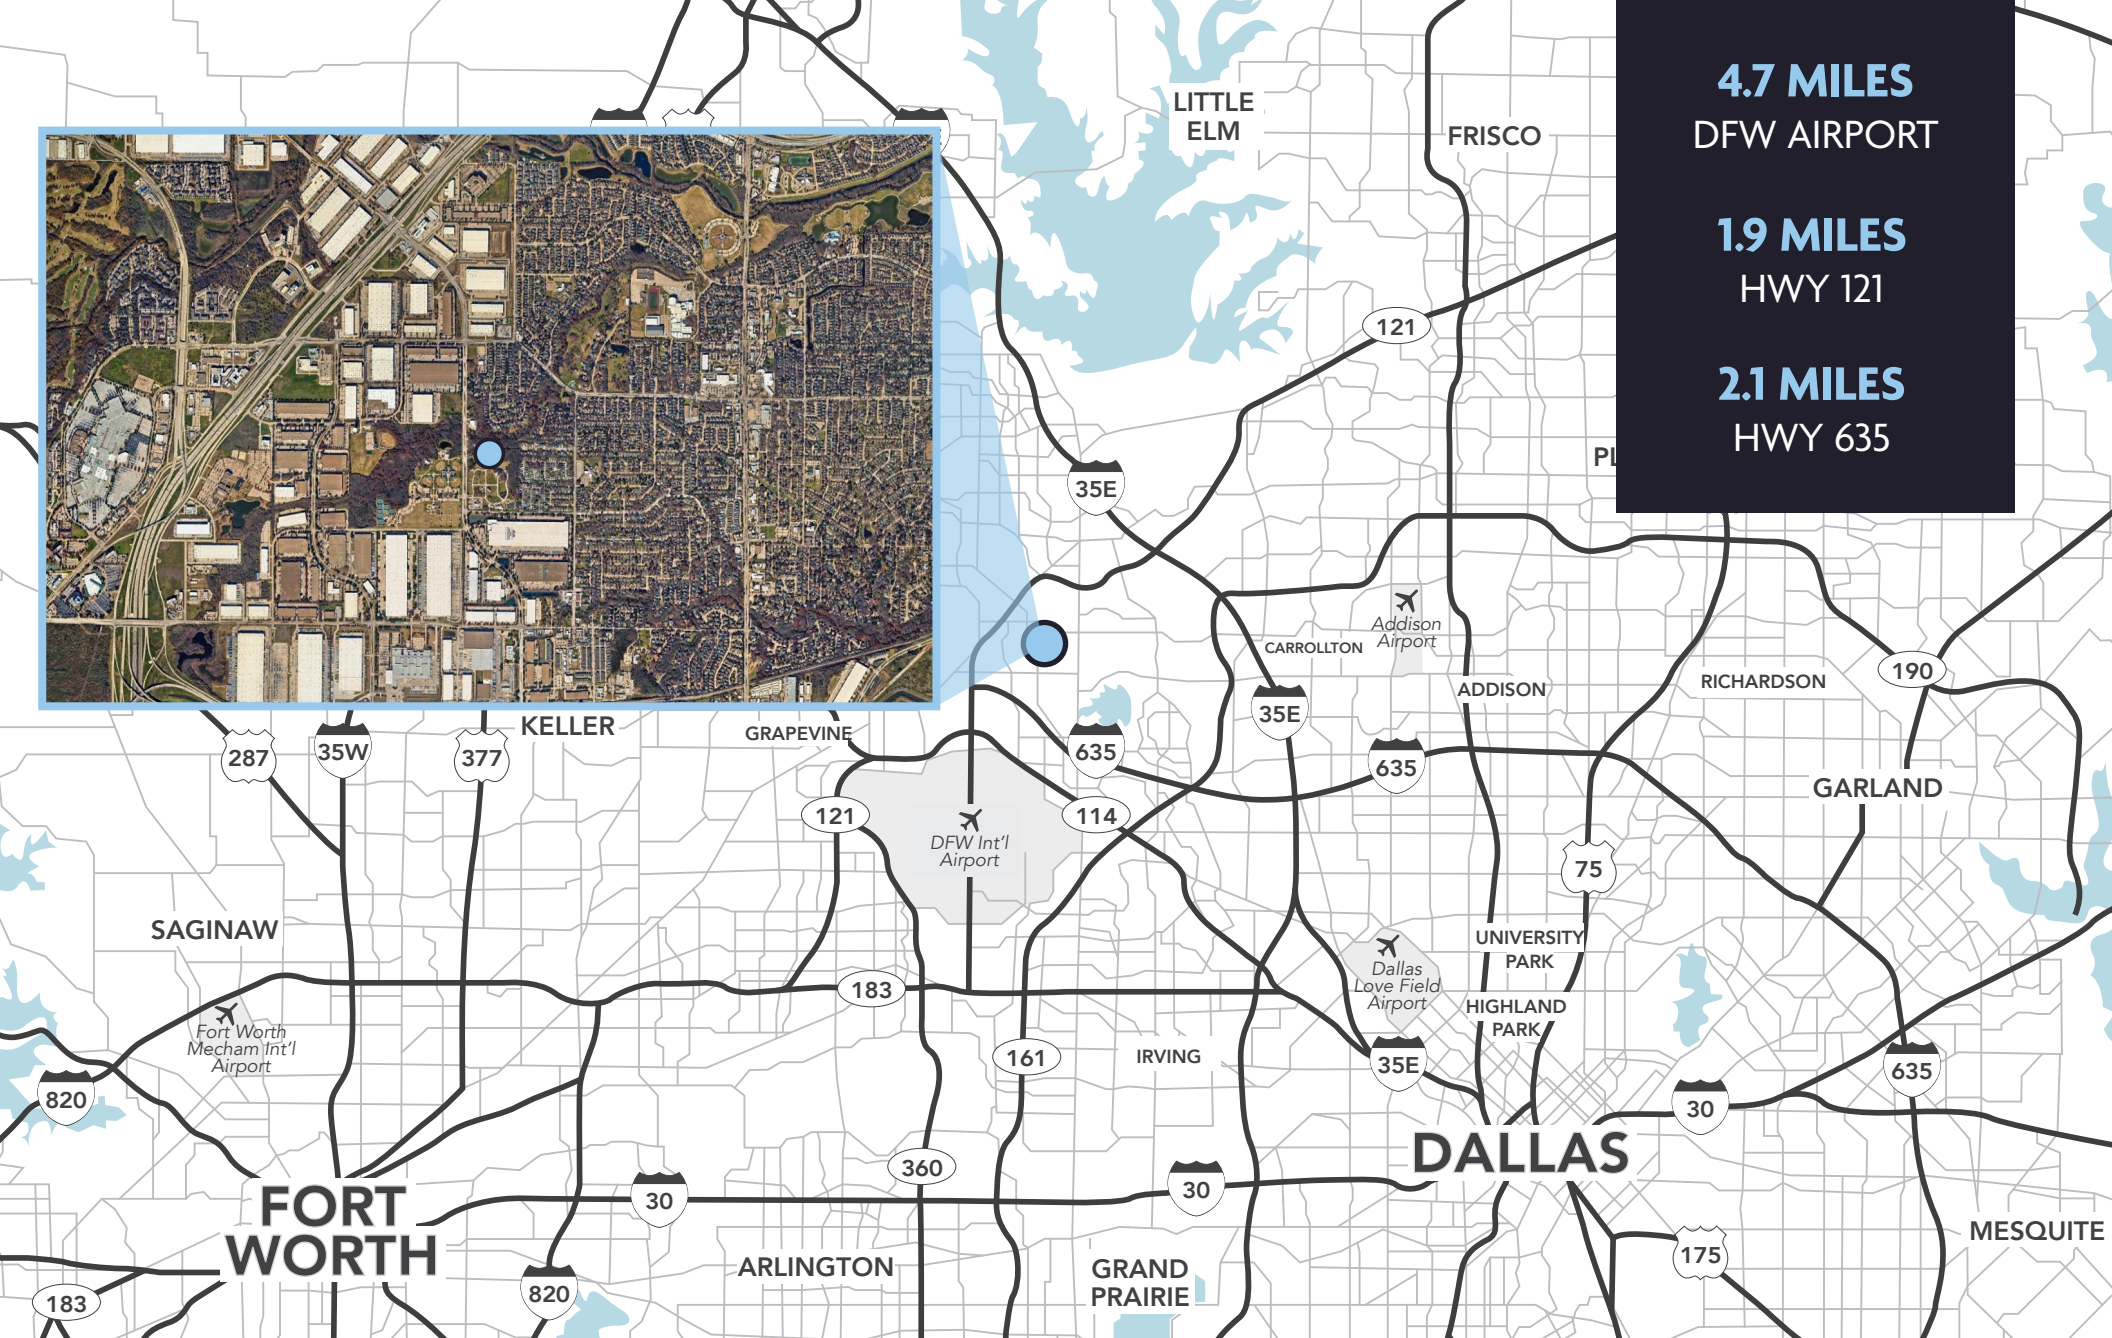 4.7 MILES
DFW AIRPORT
1.9 MILES
HWY 121
2.1 MILES
HWY 635
LITTLE
ELM
FRISCO
121
PL
35E
Addison
Airport
CARROLLTON
ADDISON
RICHARDSON
190
35E
KELLER
GRAPEVINE
287
35W
377
635
635
GARLAND
121
114
DFW Int'l
Airport
75
SAGINAW
UNIVERSITY
PARK
Dallas
Love Field
Airport
183
HIGHLAND
PARK
Fort Worth
Mecham Int'l
Airport
161
IRVING
35E
635
820
30
DALLAS
360
30
30
FORT
WORTH
MESQUITE
175
ARLINGTON
GRAND
PRAIRIE
820
183